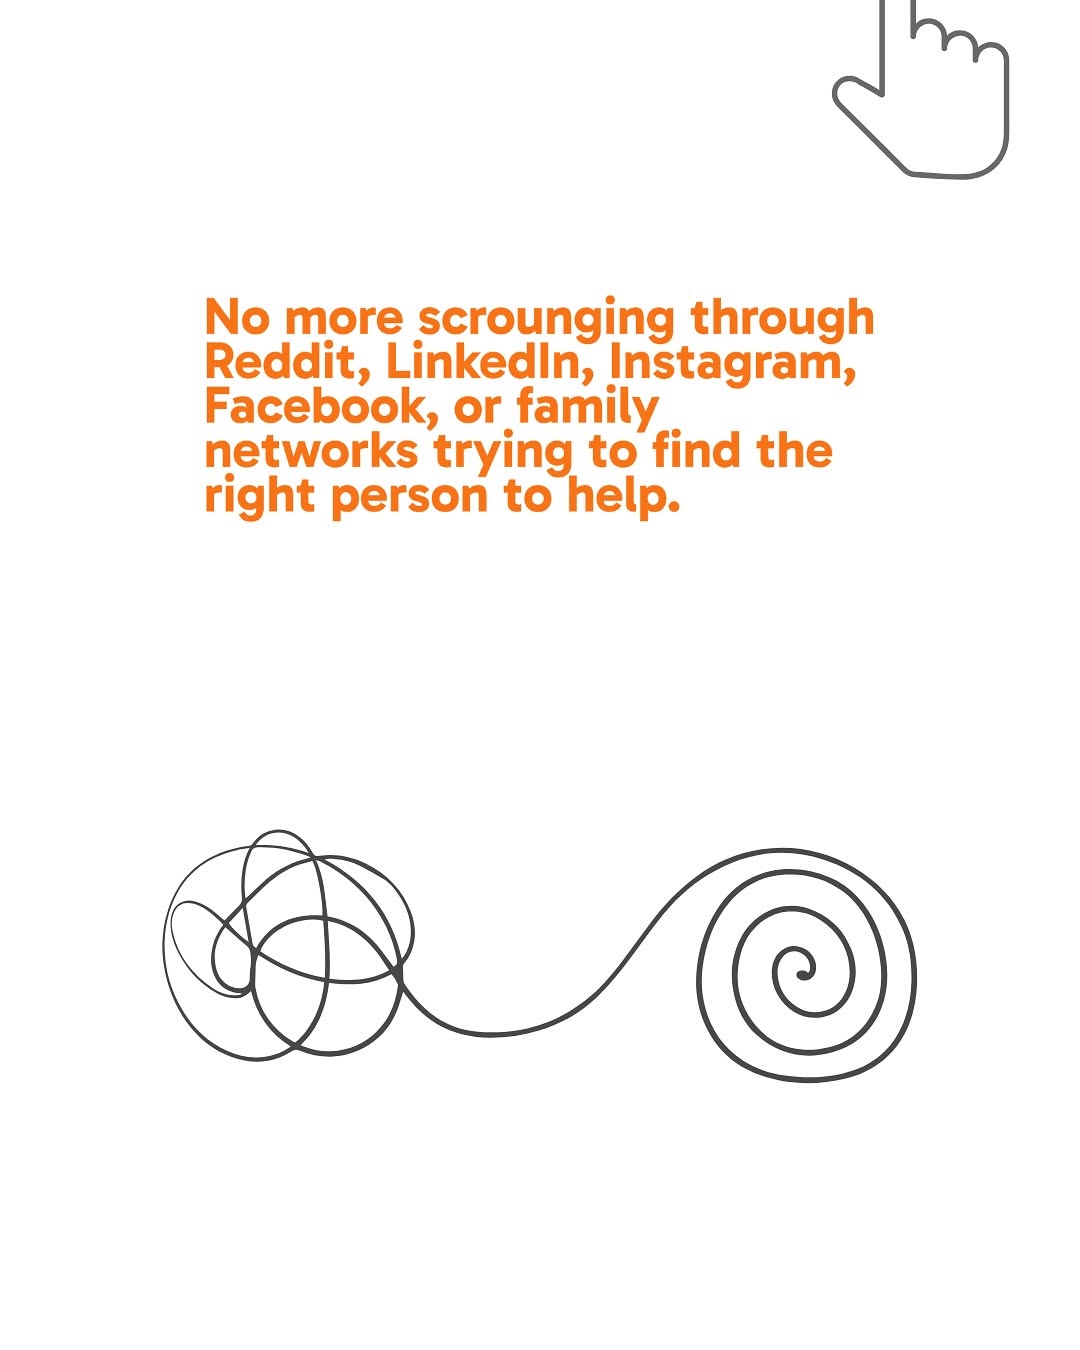 No more scrounging through
Reddit, LinkedIn, Instagram,
Facebook, or family
networks trying to find the
right person to help.